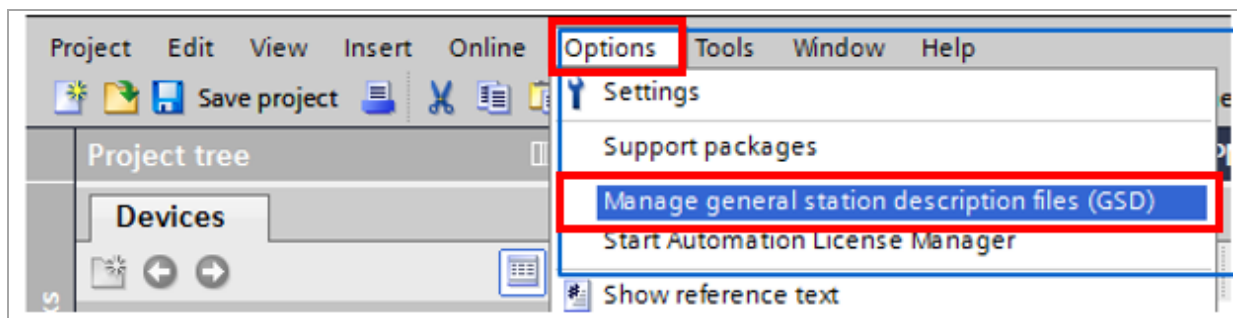 Project Edit View Insert Online Options Tools Window Help
Save project
Settings
Project tree
Support packages
Devices
Manage general station description files (GSD)
Start Automation License Manager
Show reference text